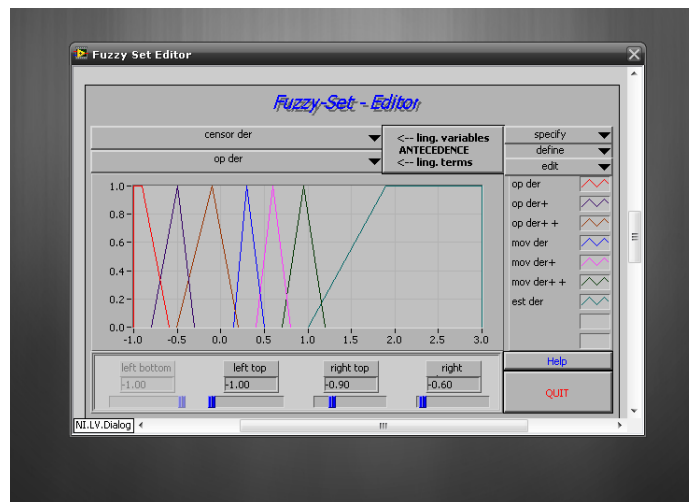 Fuzzy Set Editor
Fuzzy-Set - Editor
censor der
<-- ling. variables
ANTECEDENCE
<-- ling. terms
op der
specify
define
edit
op der
op der+
op der+ +
mov der
mov der+
mov der+ +
est der
1.0
0.8
0.6
0.4
0.2
0.0
-1.0 -0.5 0.0 0.5 1.0 1.5 2.0 2.5 3.0
left bottom left top right top right
-1.00 -1.00 -0.90 -0.60
Help
QUIT
NI.LV.Dialog